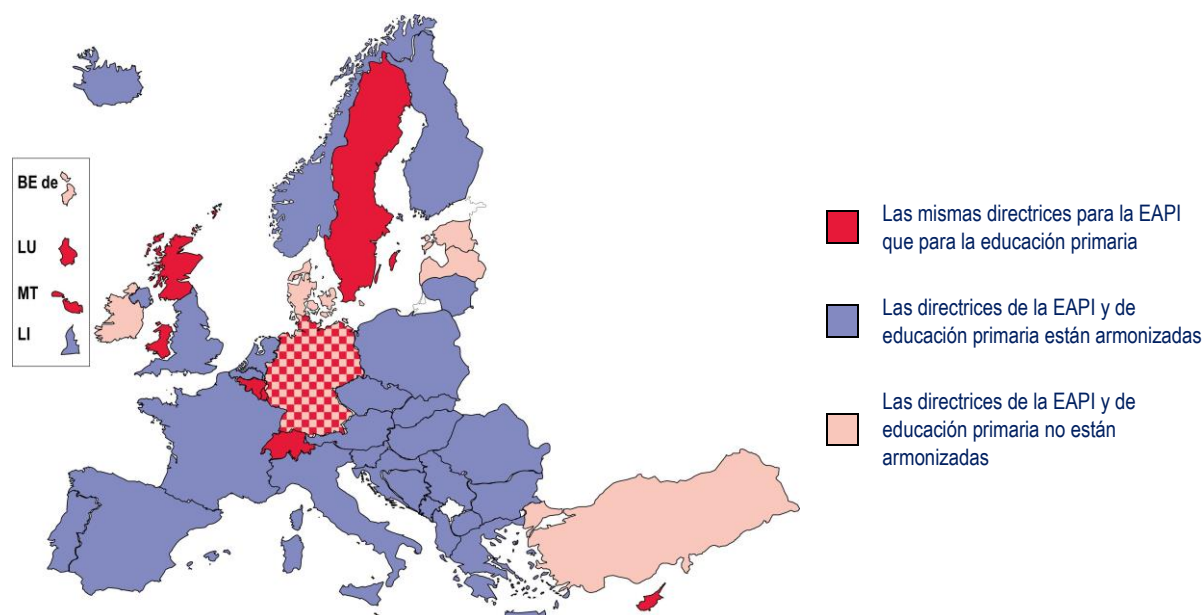 BE de
LU
MT
LI
Las mismas directrices para la EAPI
que para la educación primaria
Las directrices de la EAPI y de
educación primaria están armonizadas
Las directrices de la EAPI y de
educación primaria no están
armonizadas